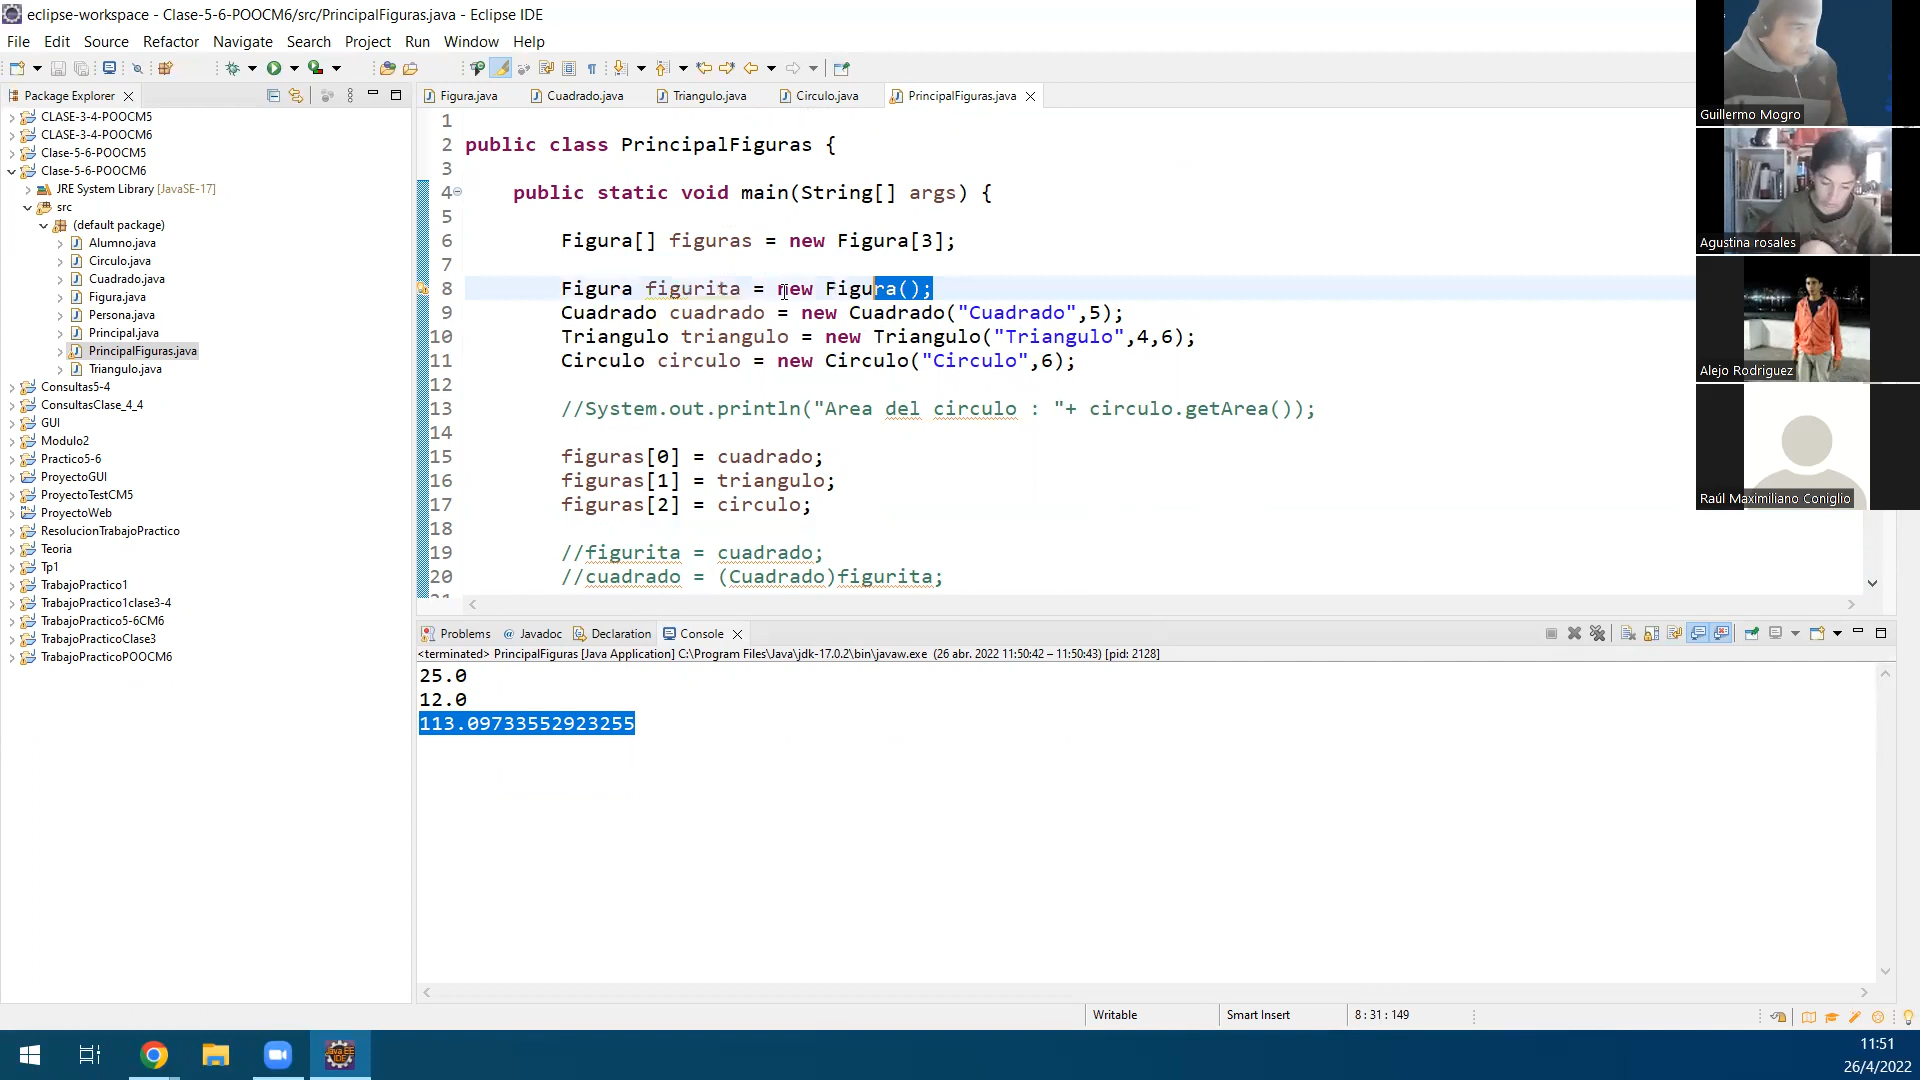 eclipse-workspace - Clase-5-6-POOCM6/src/PrincipalFiguras.java - Eclipse IDE
File Edit Source Refactor Navigate Search Project Run Window Help
Package Explorer
CLASE-3-4-POOCM5
CLASE-3-4-POOCM6
Clase-5-6-POOCM5
Clase-5-6-POOCM6
JRE System Library [JavaSE-17]
src
(default package)
Alumno.java
Circulo.java
Cuadrado.java
Figura.java
Persona.java
Principal.java
PrincipalFiguras.java
Triangulo.java
Consultas5-4
ConsultasClase_4_4
GUI
Modulo2
Practico5-6
ProyectoGUI
ProyectoTestCM5
ProyectoWeb
ResolucionTrabajoPractico
Teoria
Tp1
TrabajoPractico1
TrabajoPractico1clase3-4
TrabajoPractico5-6CM6
TrabajoPracticoClase3
TrabajoPracticoPOOCM6
Figura.java Cuadrado.java Triangulo.java Circulo.java PrincipalFiguras.java
1
2 public class PrincipalFiguras {
3
4 public static void main(String[] args) {
5
6 Figura[] figuras = new Figura[3];
7
8 Figura figurita = new Figura();
9 Cuadrado cuadrado = new Cuadrado("Cuadrado",5);
10 Triangulo triangulo = new Triangulo("Triangulo",4,6);
11 Circulo circulo = new Circulo("Circulo",6);
12
13 //System.out.println("Area del circulo : "+ circulo.getArea());
14
15 figuras[0] = cuadrado;
16 figuras[1] = triangulo;
17 figuras[2] = circulo;
18
19 //figurita = cuadrado;
20 //cuadrado = (Cuadrado)figurita;
Problems Javadoc Declaration Console
<terminated> PrincipalFiguras [Java Application] C:\Program Files\Java\jdk-17.0.2\bin\javaw.exe (26 abr. 2022 11:50:42 – 11:50:43) [pid: 2128]
25.0
12.0
113.09733552923255
Writable Smart Insert 8 : 31 : 149
Guillermo Mogro
Agustina rosales
Alejo Rodriguez
Raúl Maximiliano Coniglio
11:51
26/4/2022